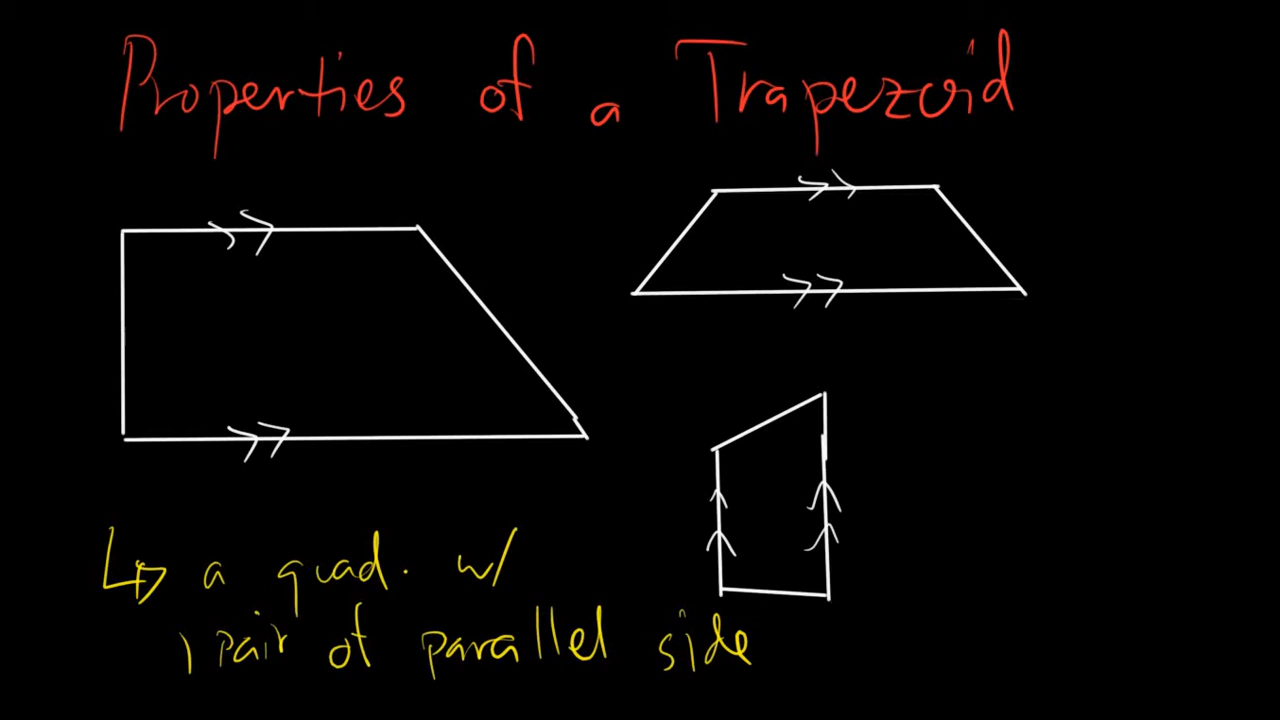 Properties of a Trapezoid
↳ a quad. w/
1 pair of parallel side